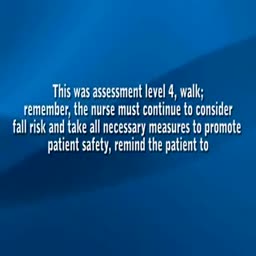 This was assessment level 4, walk;
remember, the nurse must continue to consider
fall risk and take all necessary measures to promote
patient safety, remind the patient to